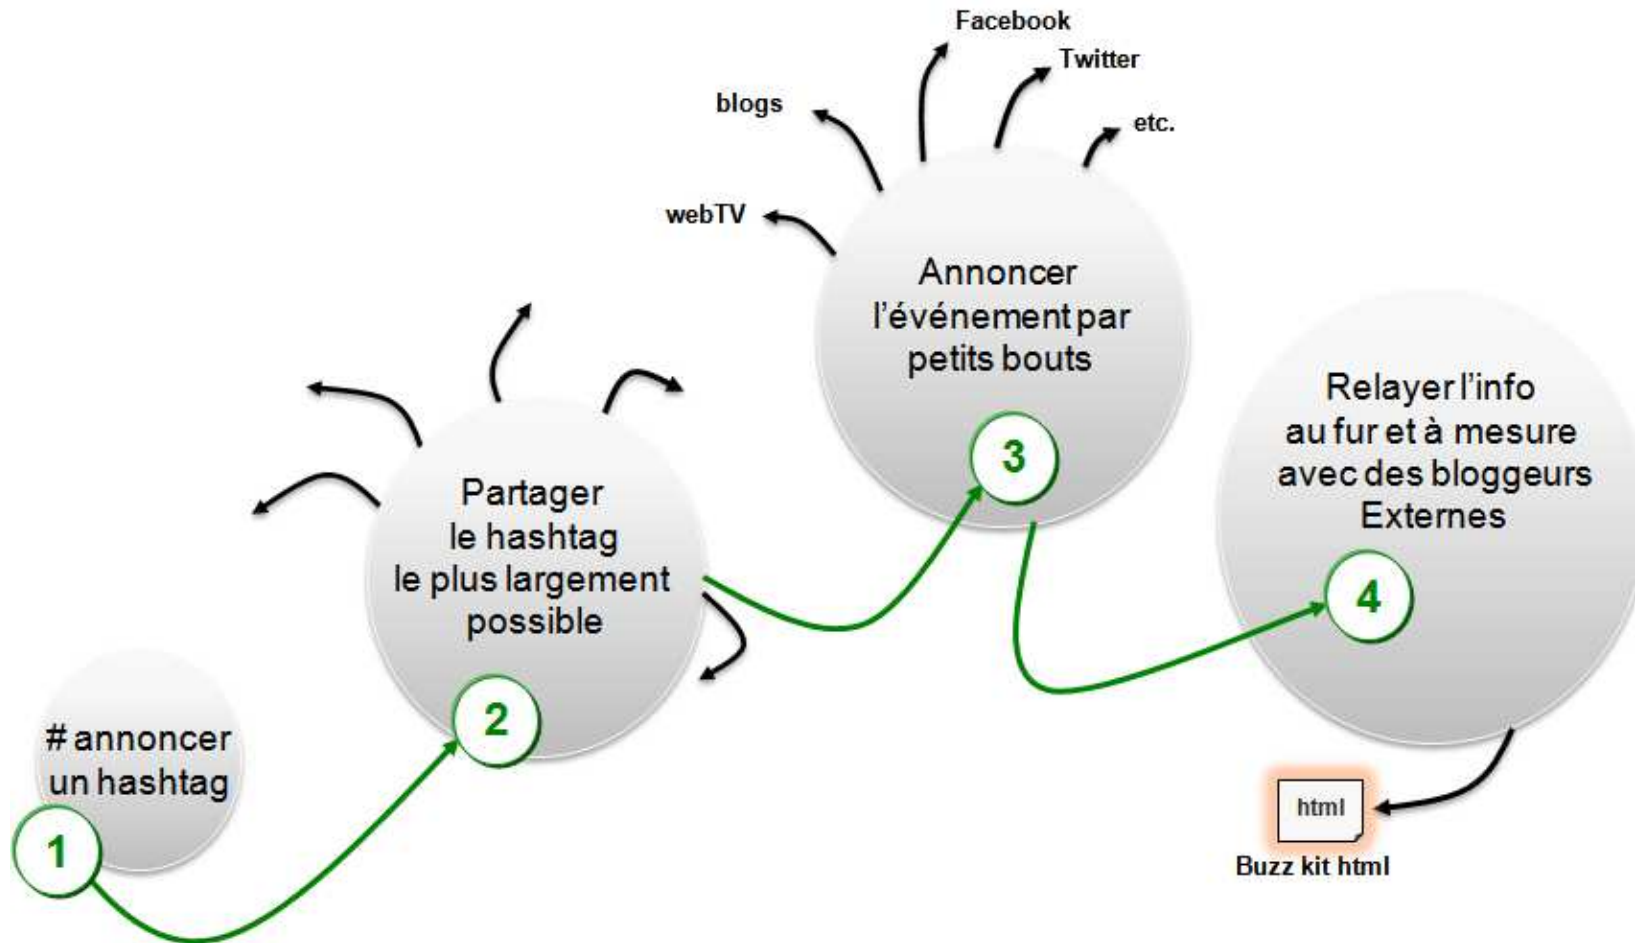 # annoncer
un hashtag
1
Partager
le hashtag
le plus largement
possible
2
Facebook
Twitter
blogs
etc.
webTV
Annoncer
l'événement par
petits bouts
3
Relayer l'info
au fur et à mesure
avec des bloggeurs
Externes
4
html
Buzz kit html